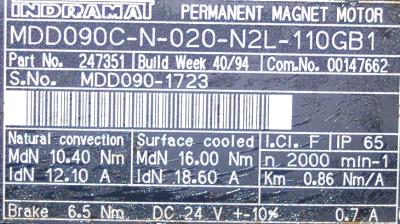 INDRAMAT PERMANENT MAGNET MOTOR
MDD090C-N-020-N2L-110GB1
Part No. 247351 Build Week 40/94 Com.No. 00147662
S.No. MDD090-1723
Natural convection Surface cooled I.Cl. F IP 65
MdN 10.40 Nm MdN 16.00 Nm n 2000 min-1
IdN 12.10 A IdN 18.60 A Km 0.86 Nm/A
Brake 6.5 Nm DC 24 V +-10% 0.7 A